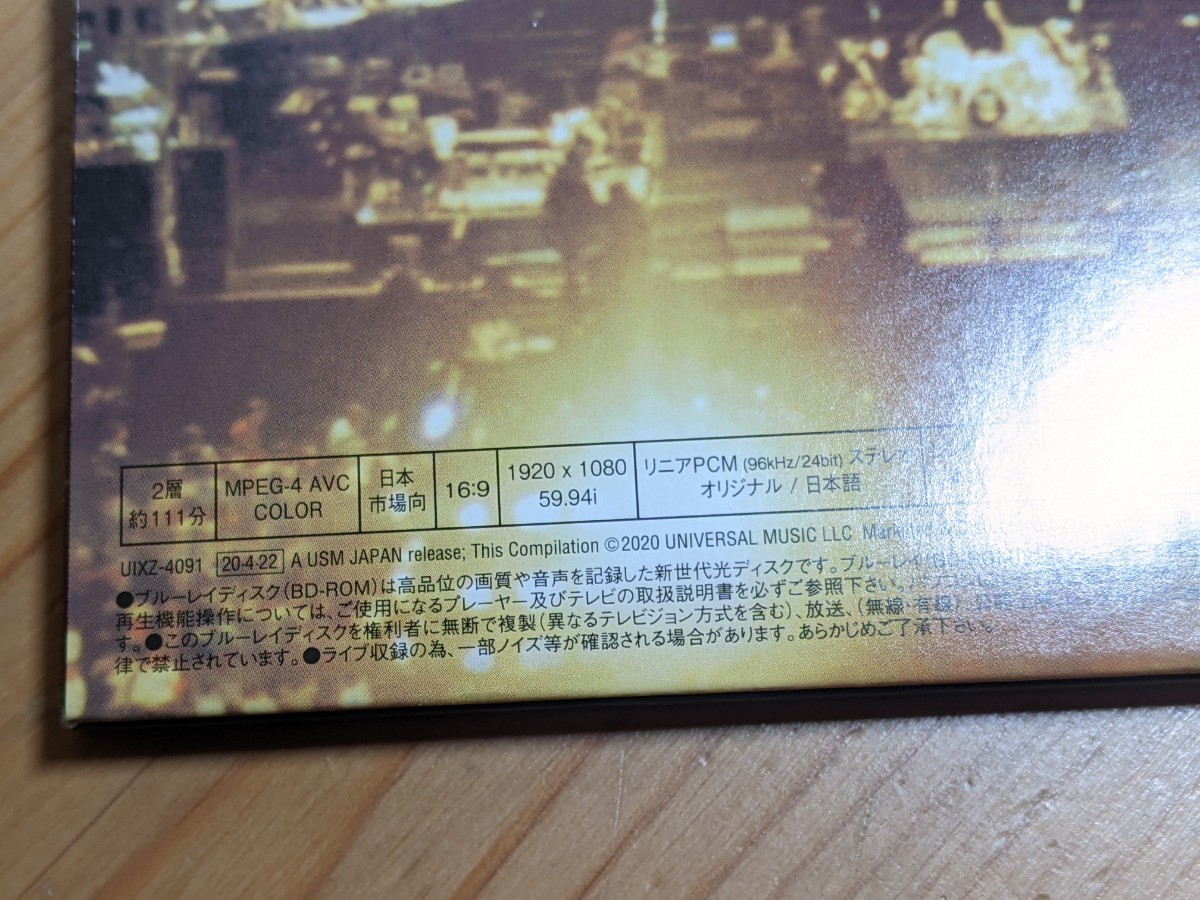 2層
約111分
MPEG-4 AVC
COLOR
日本
市場向
16:9
1920 x 1080
59.94i
リニアPCM (96kHz/24bit) ステレオ
オリジナル / 日本語
UIXZ-4091 20·4·22 A USM JAPAN release; This Compilation ©2020 UNIVERSAL MUSIC LLC
●ブルーレイディスク(BD-ROM)は高品位の画質や音声を記録した新世代光ディスクです。ブルーレイ
再生機能操作については、ご使用になるプレーヤー及びテレビの取扱説明書を必ずご参照下さい。
す。●このブルーレイディスクを権利者に無断で複製(異なるテレビジョン方式を含む)、放送、(無線・有線)
律で禁止されています。●ライブ収録の為、一部ノイズ等が確認される場合があります。あらかじめご了承下さい。